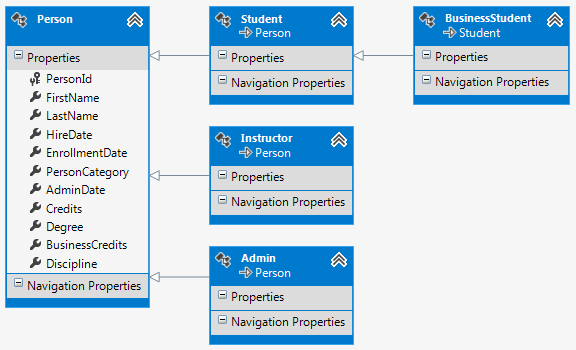 Person
Properties
PersonId
FirstName
LastName
HireDate
EnrollmentDate
PersonCategory
AdminDate
Credits
Degree
BusinessCredits
Discipline
Navigation Properties
Student
Person
Properties
Navigation Properties
BusinessStudent
Student
Properties
Navigation Properties
Instructor
Person
Properties
Navigation Properties
Admin
Person
Properties
Navigation Properties